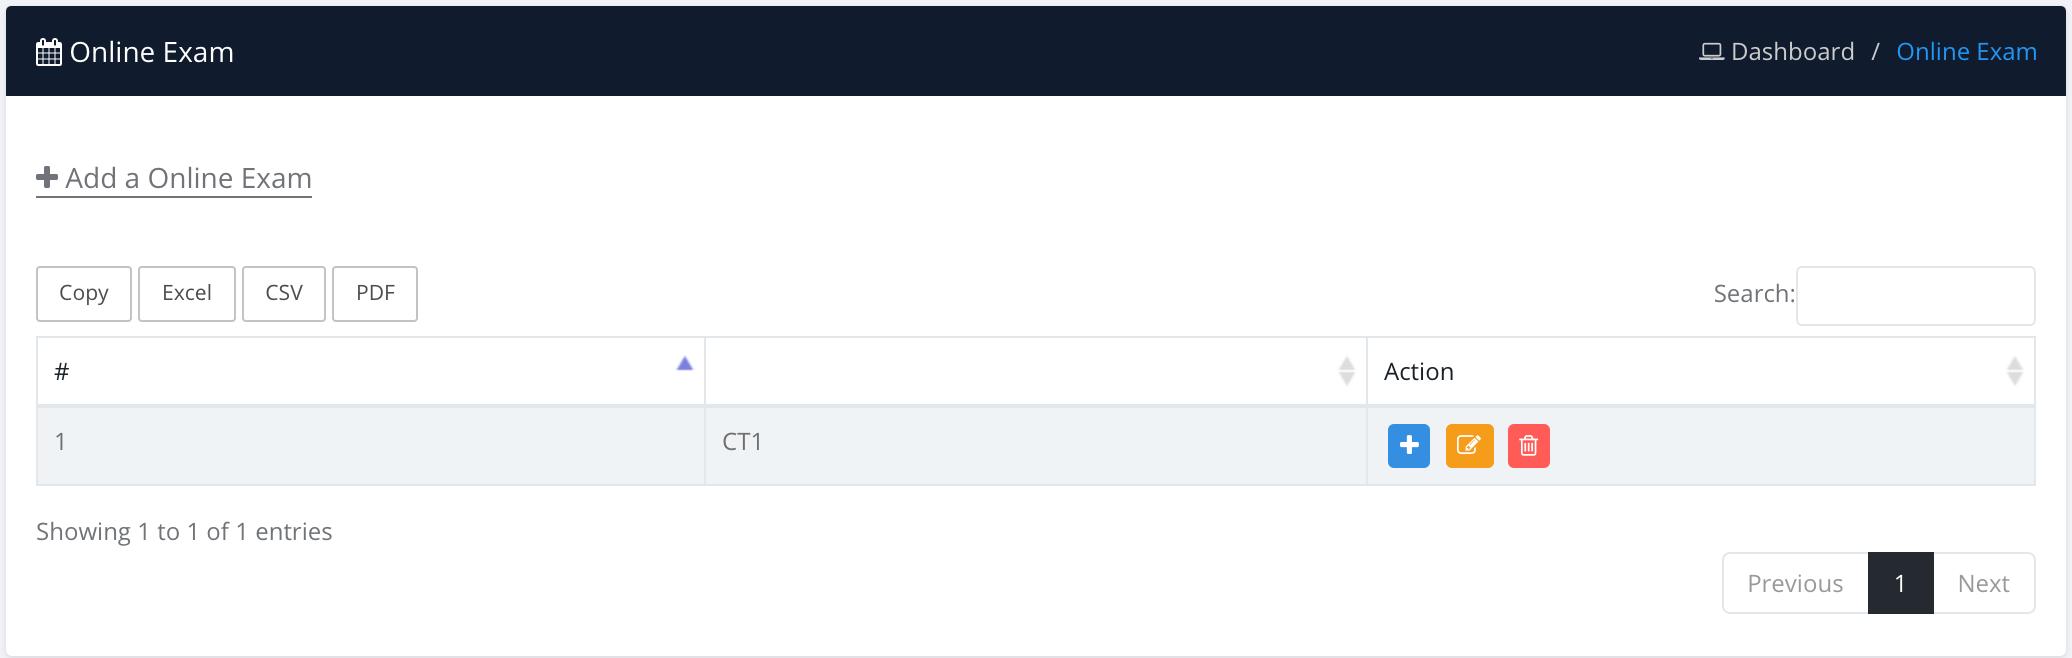 Online Exam
Dashboard / Online Exam
Add a Online Exam
Copy Excel CSV PDF
Search:
# Action
1 CT1
Showing 1 to 1 of 1 entries
Previous 1 Next